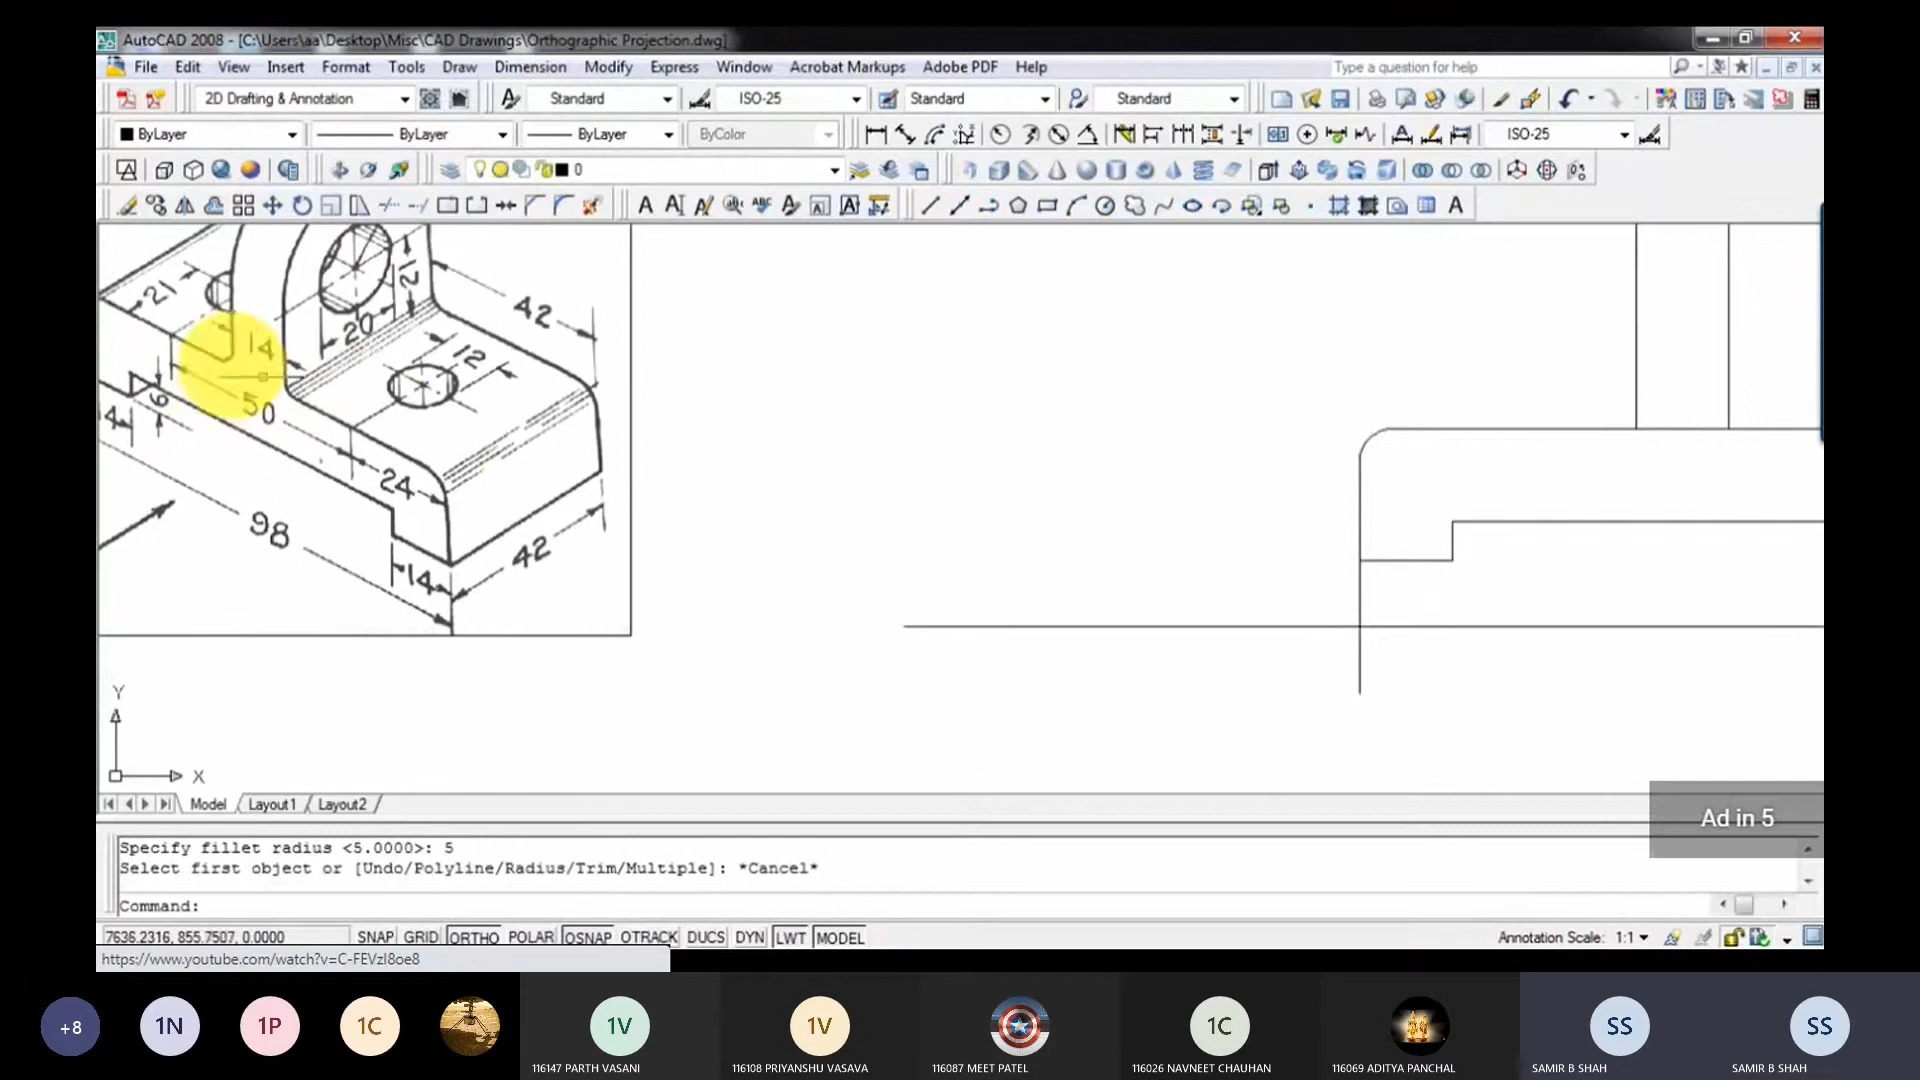 AutoCAD 2008 - [C:\Users\aa\Desktop\Misc\CAD Drawings\Orthographic Projection.dwg]
File Edit View Insert Format Tools Draw Dimension Modify Express Window Acrobat Markups Adobe PDF Help Type a question for help
2D Drafting & Annotation Standard ISO-25 Standard Standard
ByLayer ByLayer ByLayer ByColor ISO-25
0
21
12
42
20
14
12
50
6
14
24
98
14
42
Y
X
Model Layout1 Layout2
Ad in 5
Specify fillet radius <5.0000>: 5
Select first object or [Undo/Polyline/Radius/Trim/Multiple]: *Cancel*
Command:
7636.2316, 855.7507, 0.0000 SNAP GRID ORTHO POLAR OSNAP OTRACK DUCS DYN LWT MODEL Annotation Scale: 1:1
https://www.youtube.com/watch?v=C-FEVzI8oe8
+8 1N 1P 1C 1V 1V 1C SS SS
116147 PARTH VASANI 116108 PRIYANSHU VASAVA 116087 MEET PATEL 116026 NAVNEET CHAUHAN 116069 ADITYA PANCHAL SAMIR B SHAH SAMIR B SHAH